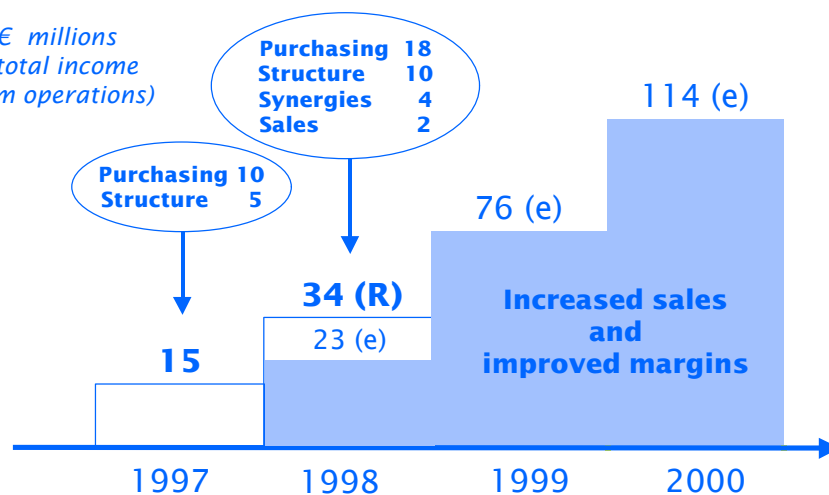 € millions
total income
m operations)
Purchasing 18
Structure 10
Synergies 4
Sales 2
114 (e)
Purchasing 10
Structure 5
76 (e)
34 (R)
Increased sales
and
improved margins
23 (e)
15
1997 1998 1999 2000